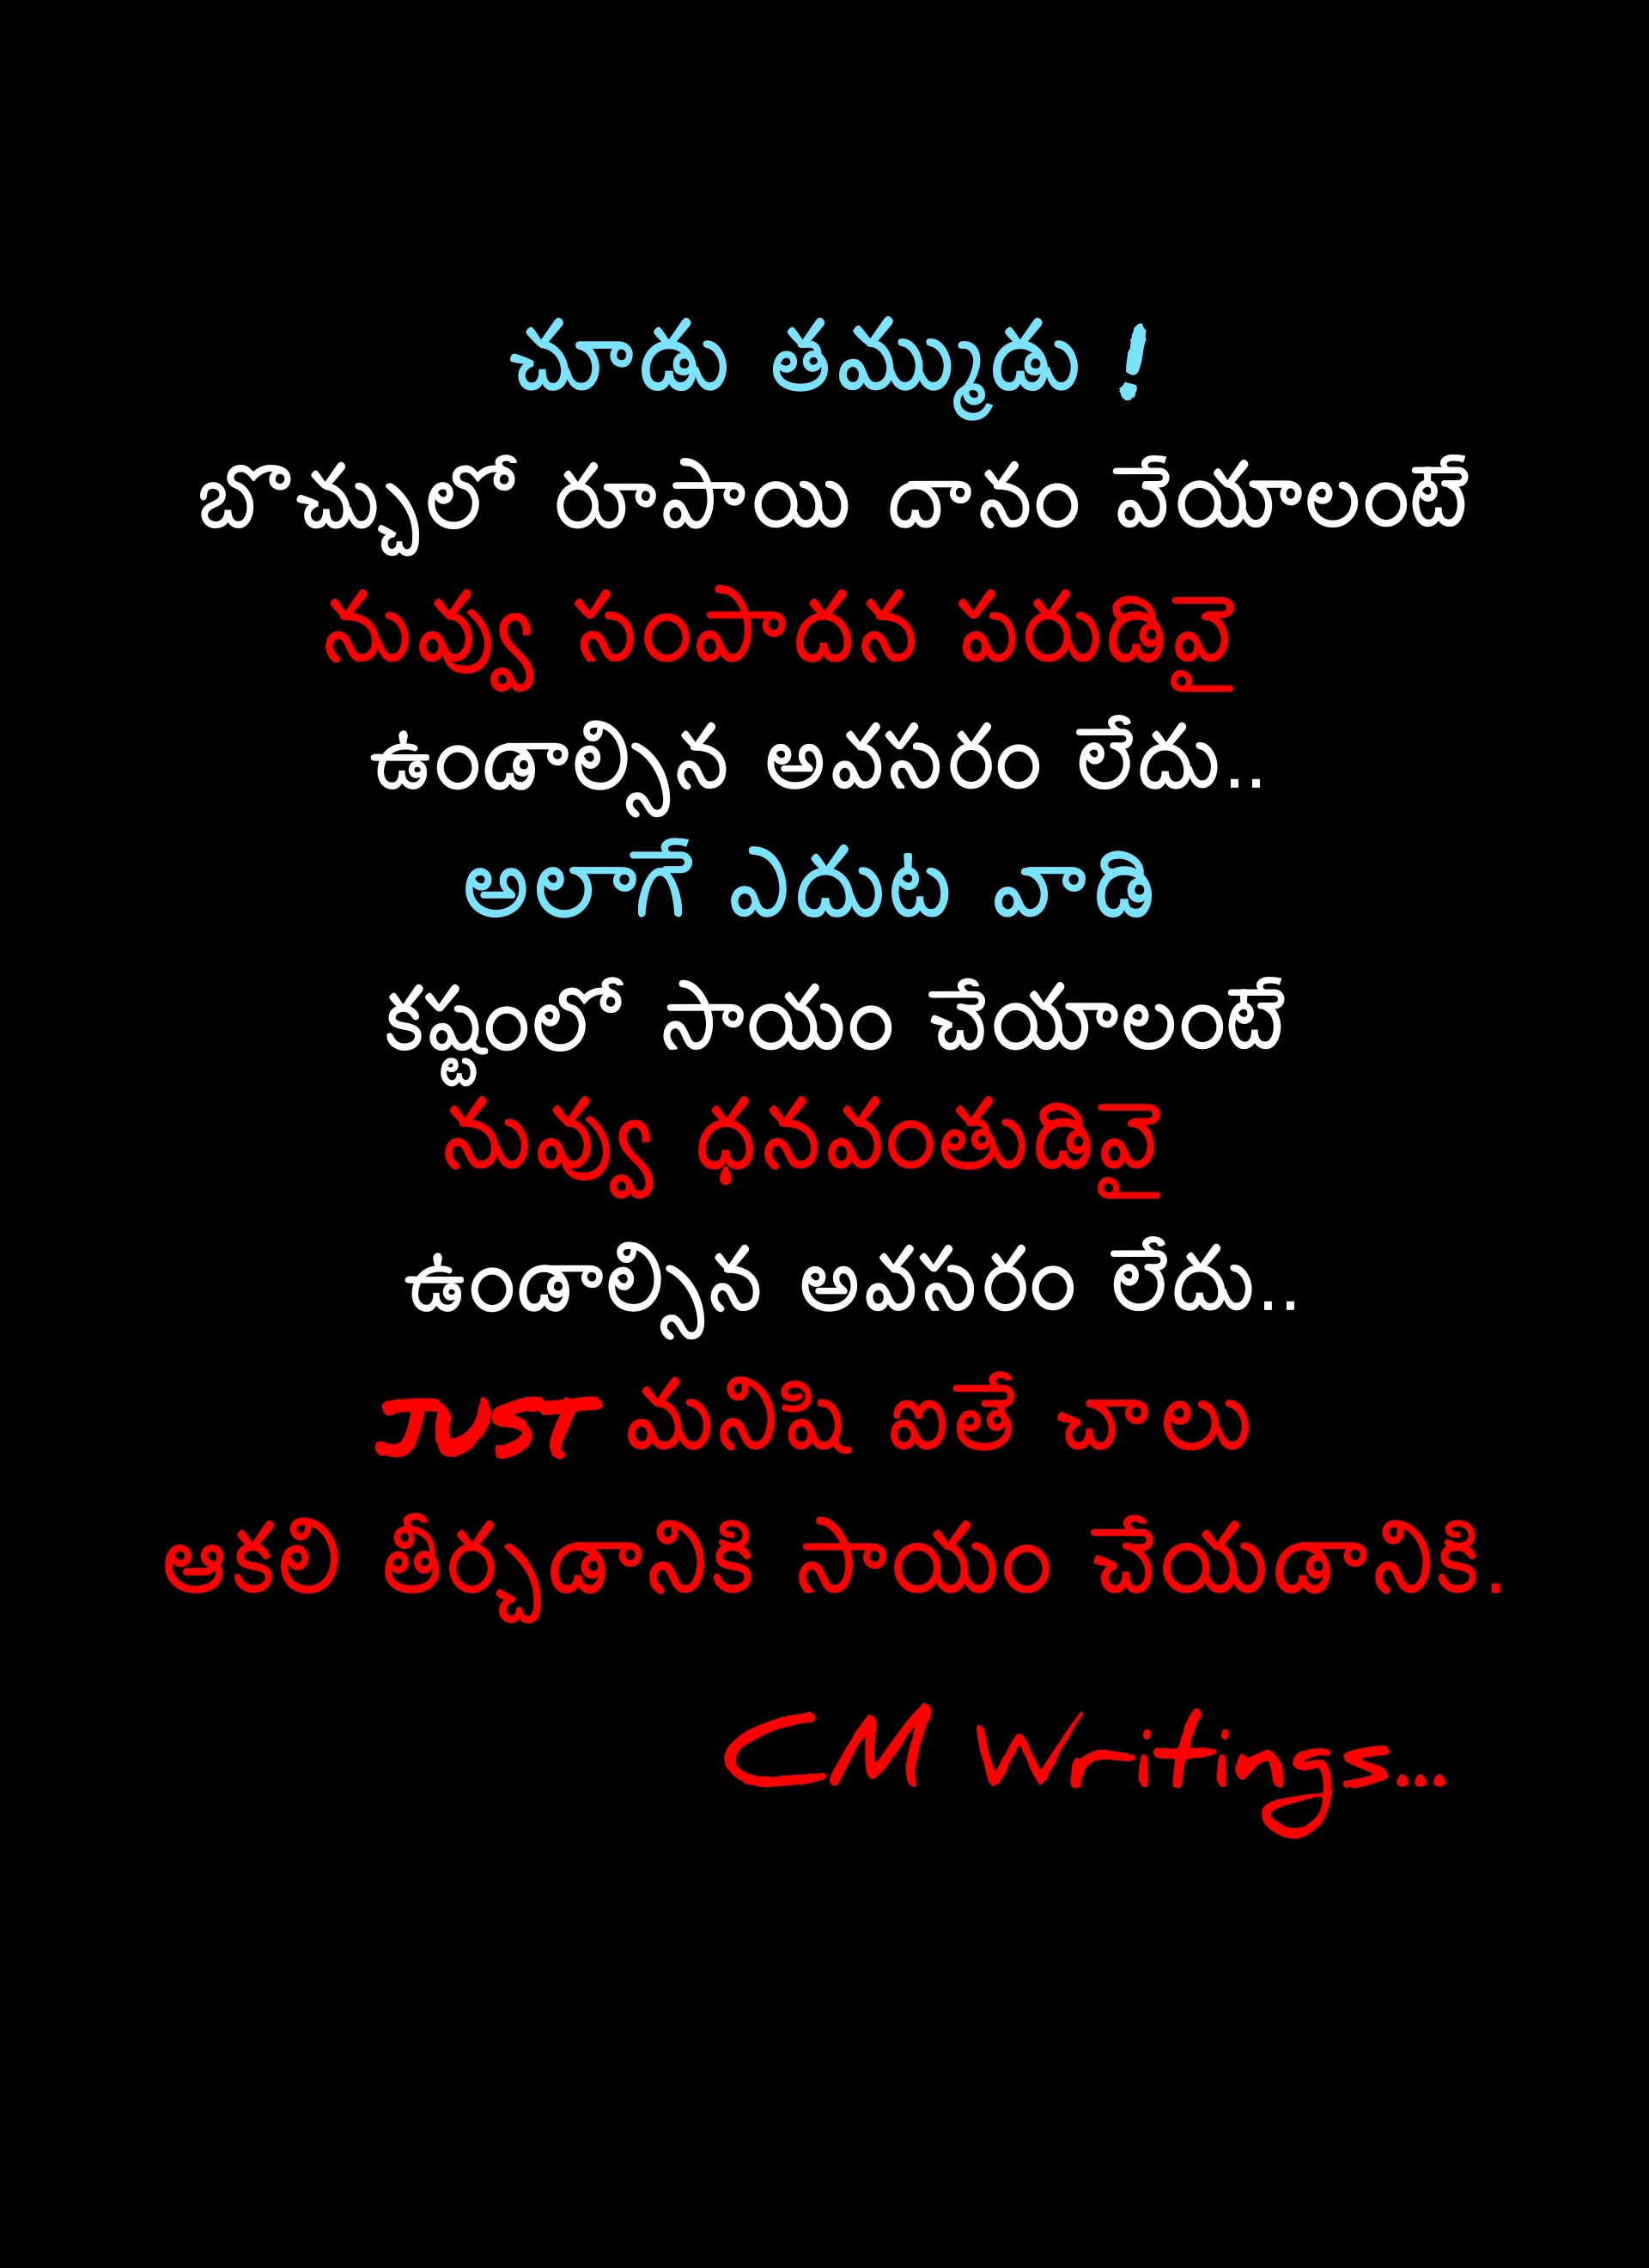 చూడు తమ్ముడు !
బొచ్చులో రూపాయి దానం వేయాలంటే
నువ్వు సంపాదన పరుడివై
ఉండాల్సిన అవసరం లేదు..
అలాగే ఎదుట వాడి
కష్టంలో సాయం చేయాలంటే
నువ్వు ధనవంతుడివై
ఉండాల్సిన అవసరం లేదు..
JUST మనిషి ఐతే చాలు
ఆకలి తీర్చడానికి సాయం చేయడానికి.
CM Writings...